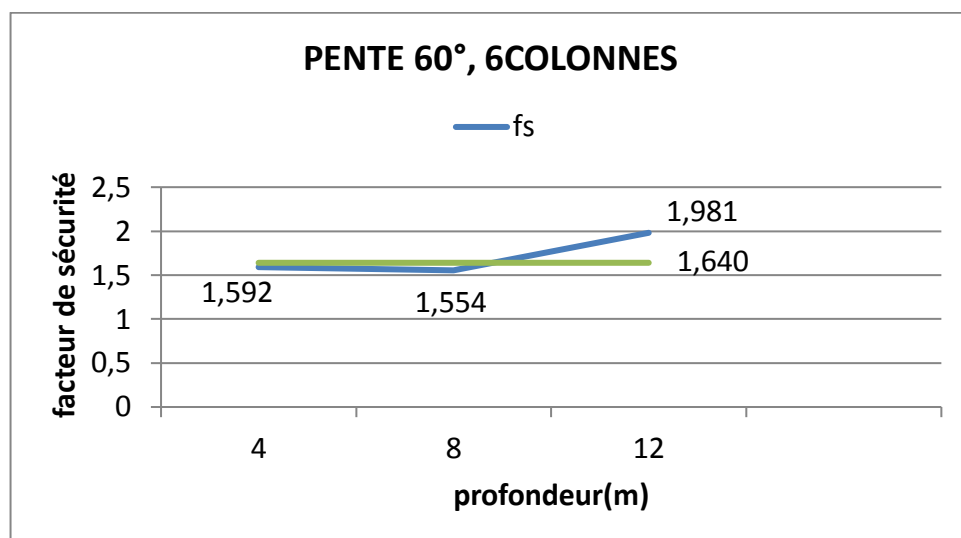 PENTE 60°, 6COLONNES
fs
facteur de sécurité
2,5
2
1,5
1
0,5
0
1,981
1,640
1,592
1,554
4 8 12
profondeur(m)